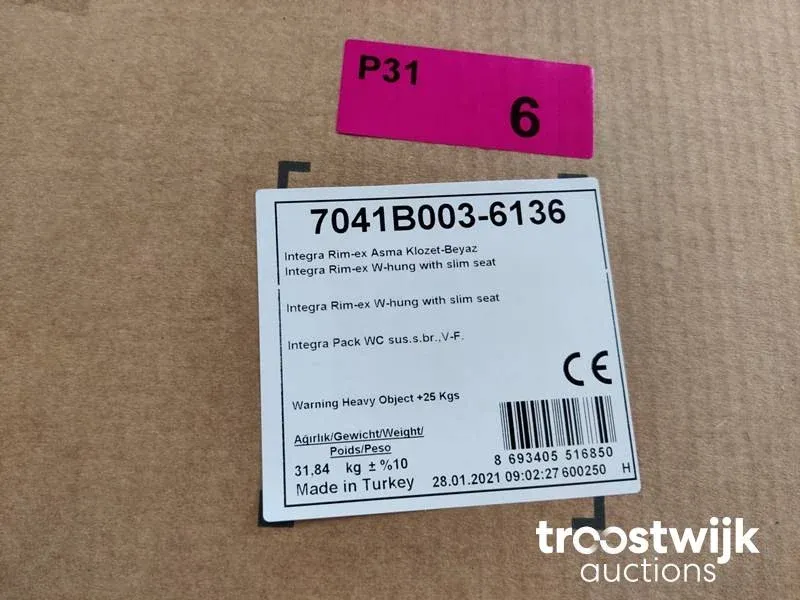 P31
6
7041B003-6136
Integra Rim-ex Asma Klozet-Beyaz
Integra Rim-ex W-hung with slim seat
Integra Rim-ex W-hung with slim seat
Integra Pack WC sus.s.br.,V-F.
CE
Warning Heavy Object +25 Kgs
Ağırlık/Gewicht/Weight/
Poids/Peso
31,84 kg ± %10
8 693405 516850
Made in Turkey 28.01.2021 09:02:27 600250 H
troostwijk
auctions